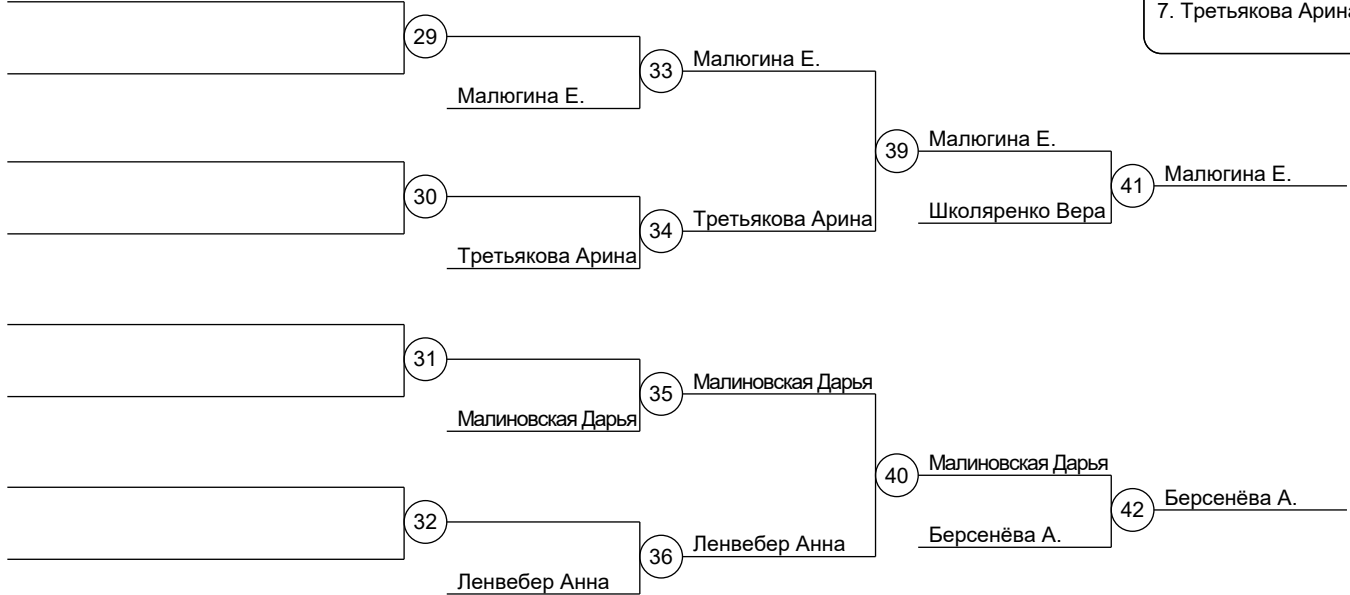 7. Третьякова Арина
29
Малюгина Е.
33
Малюгина Е.
39
Малюгина Е.
41
Малюгина Е.
30
Третьякова Арина
34
Третьякова Арина
Школяренко Вера
31
Малиновская Дарья
35
Малиновская Дарья
40
Малиновская Дарья
42
Берсенёва А.
32
Ленвебер Анна
36
Ленвебер Анна
Берсенёва А.